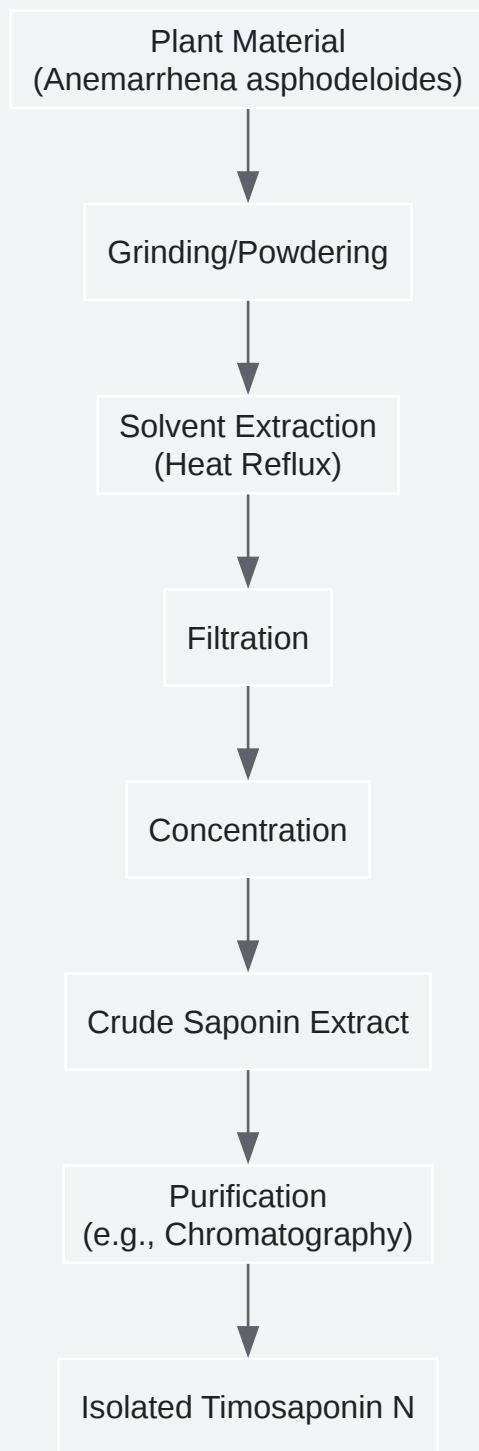 Plant Material
(Anemarrhena asphodeloides)
Grinding/Powdering
Solvent Extraction
(Heat Reflux)
Filtration
Concentration
Crude Saponin Extract
Purification
(e.g., Chromatography)
Isolated Timosaponin N